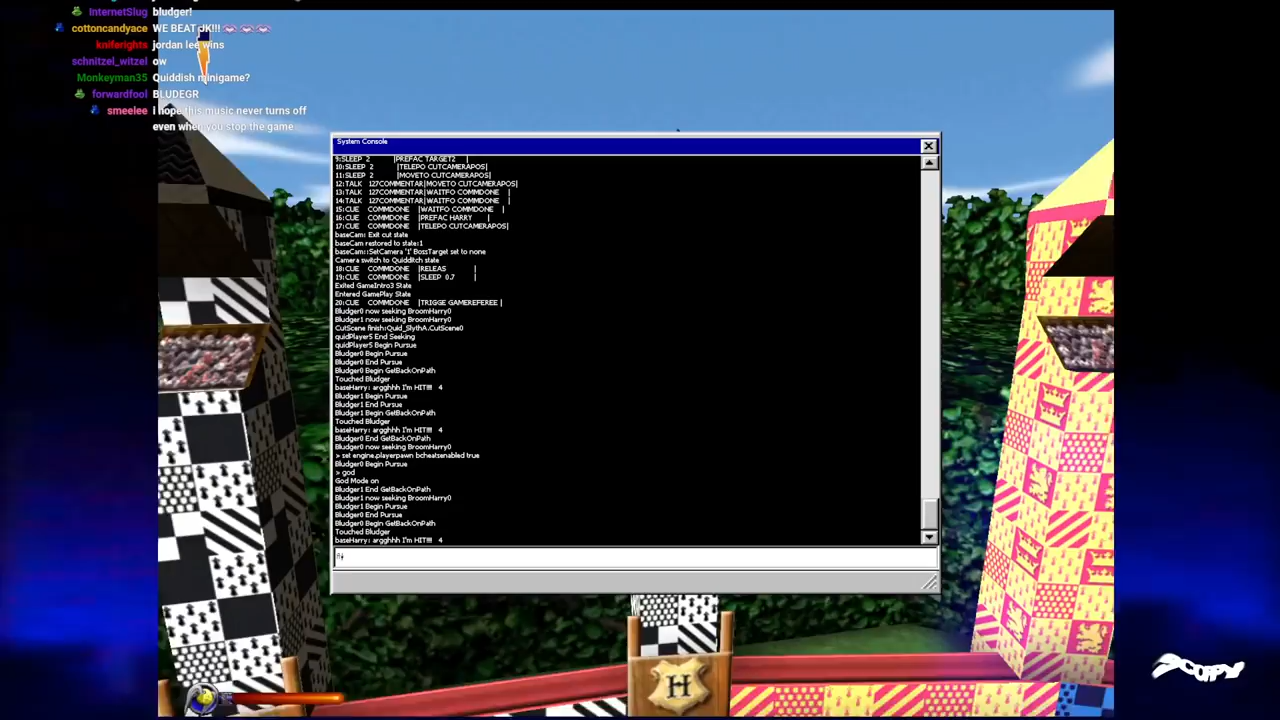 InternetSlug bludger!
cottoncandyace WE BEAT JK!!!
kniferights jordan lee wins
schnitzel_witzel ow
Monkeyman35 Quiddish minigame?
forwardfool BLUDEGR
smeelee i hope this music never turns off
even when you stop the game
System Console
9:SLEEP 2 |PREFAC TARGET2 |
10:SLEEP 2 |TELEPO CUTCAMERAPOS|
11:SLEEP 2 |MOVETO CUTCAMERAPOS|
12:TALK 127COMMENTAR|MOVETO CUTCAMERAPOS|
13:TALK 127COMMENTAR|WAITFO COMMDONE |
14:TALK 127COMMENTAR|WAITFO COMMDONE |
15:CUE COMMDONE |WAITFO COMMDONE |
16:CUE COMMDONE |PREFAC HARRY |
17:CUE COMMDONE |TELEPO CUTCAMERAPOS|
baseCam: Exit cut state
baseCam restored to state:1
baseCam::SetCamera '1' BossTarget set to none
Camera switch to Quidditch state
18:CUE COMMDONE |RELEAS |
19:CUE COMMDONE |SLEEP 0.7 |
Exited GameIntro3 State
Entered GamePlay State
20:CUE COMMDONE |TRIGGE GAMEREFEREE |
Bludger0 now seeking BroomHarry0
Bludger1 now seeking BroomHarry0
CutScene finish:Quid_SlythA.CutScene0
quidPlayer5 End Seeking
quidPlayer5 Begin Pursue
Bludger0 Begin Pursue
Bludger0 End Pursue
Bludger0 Begin GetBackOnPath
Touched Bludger
baseHarry: argghhh I'm HIT!!! 4
Bludger1 Begin Pursue
Bludger1 End Pursue
Bludger1 Begin GetBackOnPath
Touched Bludger
baseHarry: argghhh I'm HIT!!! 4
Bludger0 End GetBackOnPath
Bludger0 now seeking BroomHarry0
> set engine.playerpawn bcheatsenabled true
Bludger0 Begin Pursue
> god
God Mode on
Bludger1 End GetBackOnPath
Bludger1 now seeking BroomHarry0
Bludger1 Begin Pursue
Bludger0 End Pursue
Bludger0 Begin GetBackOnPath
Touched Bludger
baseHarry: argghhh I'm HIT!!! 4
H
SCOPPY